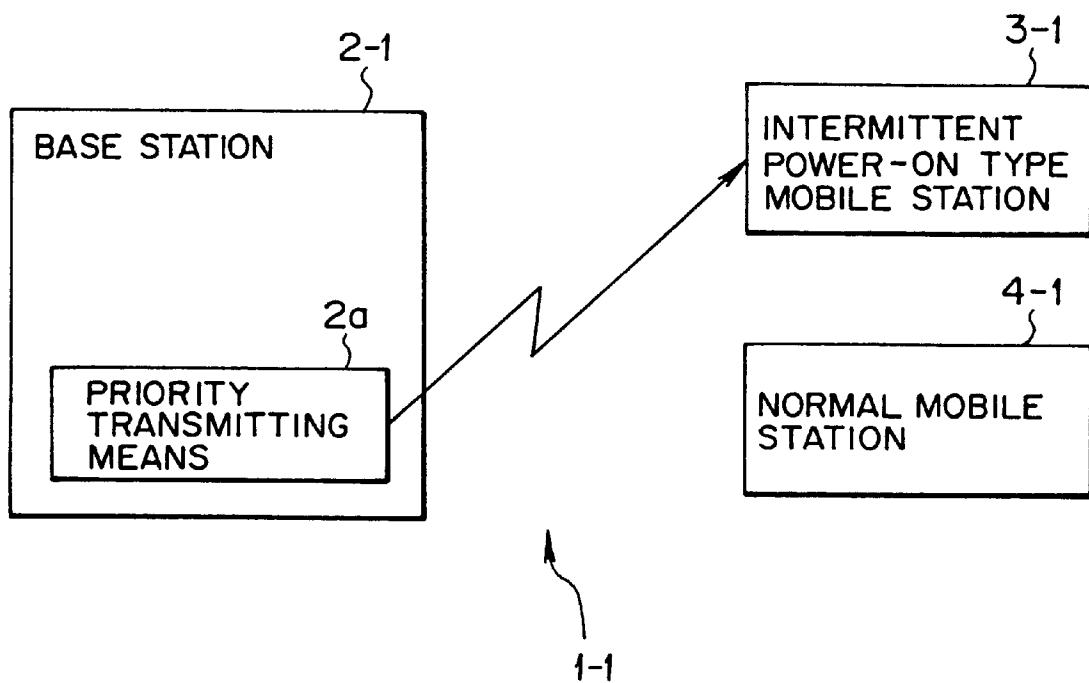 2-1
BASE STATION
2a
PRIORITY
TRANSMITTING
MEANS
3-1
INTERMITTENT
POWER-ON TYPE
MOBILE STATION
4-1
NORMAL MOBILE
STATION
1-1